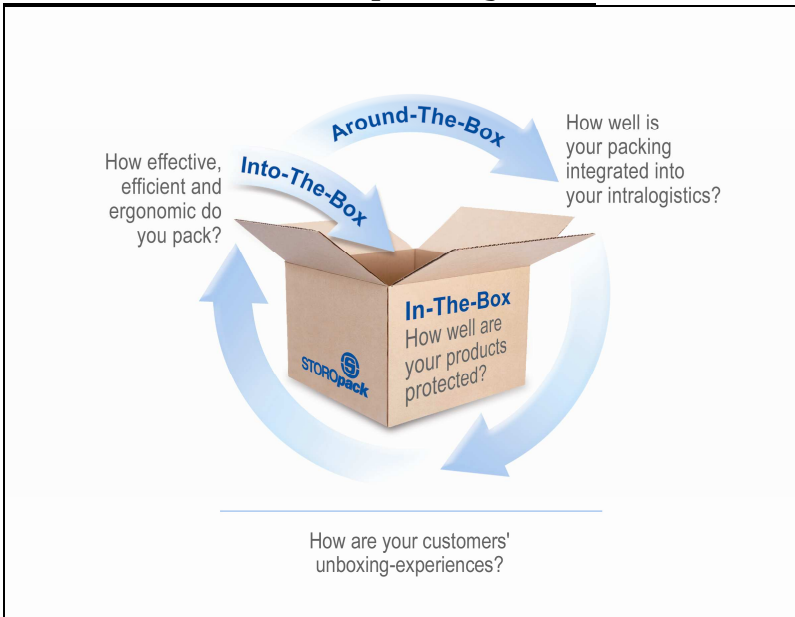 Around-The-Box
How well is
your packing
integrated into
your intralogistics?
How effective,
efficient and
ergonomic do
you pack?
Into-The-Box
In-The-Box
How well are
your products
protected?
STOROpack
How are your customers'
unboxing-experiences?